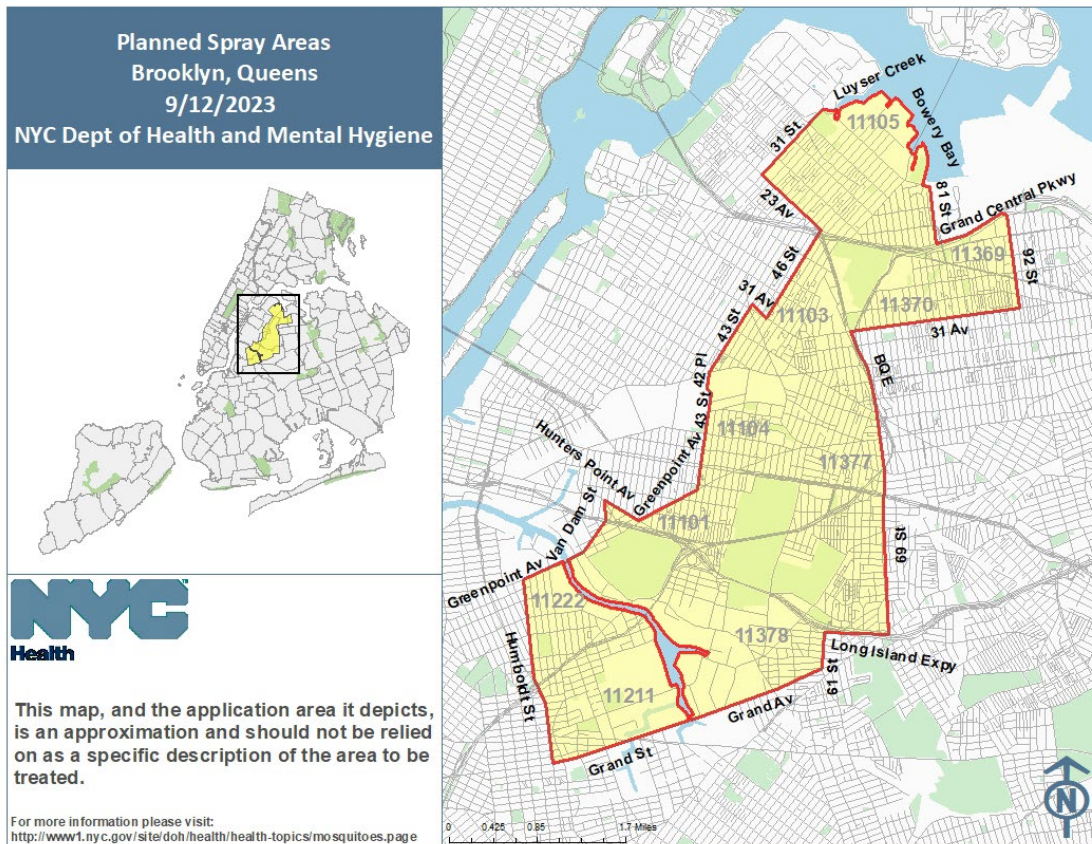 Planned Spray Areas
Brooklyn, Queens
9/12/2023
NYC Dept of Health and Mental Hygiene
NYC
Health
This map, and the application area it depicts,
is an approximation and should not be relied
on as a specific description of the area to be
treated.
For more information please visit:
http://www1.nyc.gov/site/doh/health/health-topics/mosquitoes.page
Luyser Creek
31 St
11105
Bowery Bay
23 Av
81 St
Grand Central Pkwy
46 St
11369
92 St
31 Av
11103
11370
43 St
31 Av
BQE
42 Pl
43 St
11104
Hunters Point Av
Greenpoint Av
11377
Van Dam St
11101
69 St
Greenpoint Av
11222
11378
Long Island Expy
Humboldt St
61 St
11211
Grand Av
Grand St
0 0.425 0.85 1.7 Miles
N